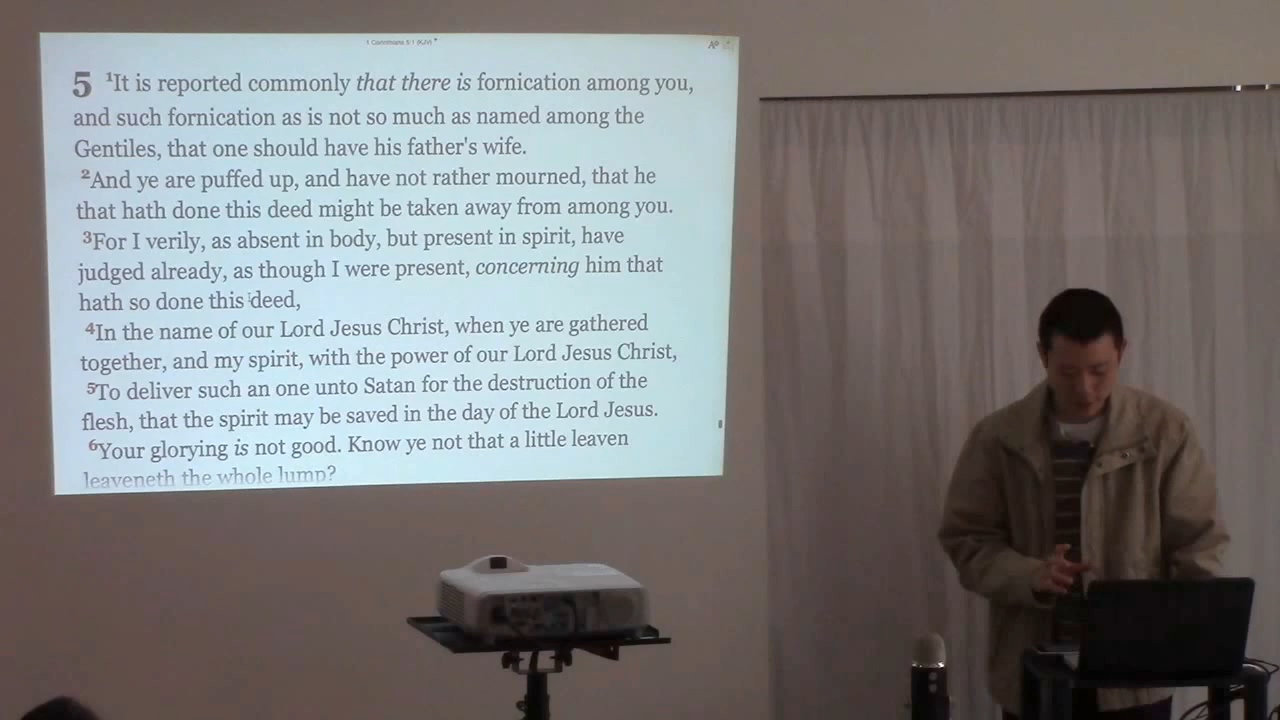 1 Corinthians 5:1 (KJV)
5 ¹It is reported commonly that there is fornication among you,
and such fornication as is not so much as named among the
Gentiles, that one should have his father's wife.
²And ye are puffed up, and have not rather mourned, that he
that hath done this deed might be taken away from among you.
³For I verily, as absent in body, but present in spirit, have
judged already, as though I were present, concerning him that
hath so done this deed,
⁴In the name of our Lord Jesus Christ, when ye are gathered
together, and my spirit, with the power of our Lord Jesus Christ,
⁵To deliver such an one unto Satan for the destruction of the
flesh, that the spirit may be saved in the day of the Lord Jesus.
⁶Your glorying is not good. Know ye not that a little leaven
leaveneth the whole lump?